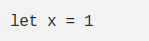 let x = 1